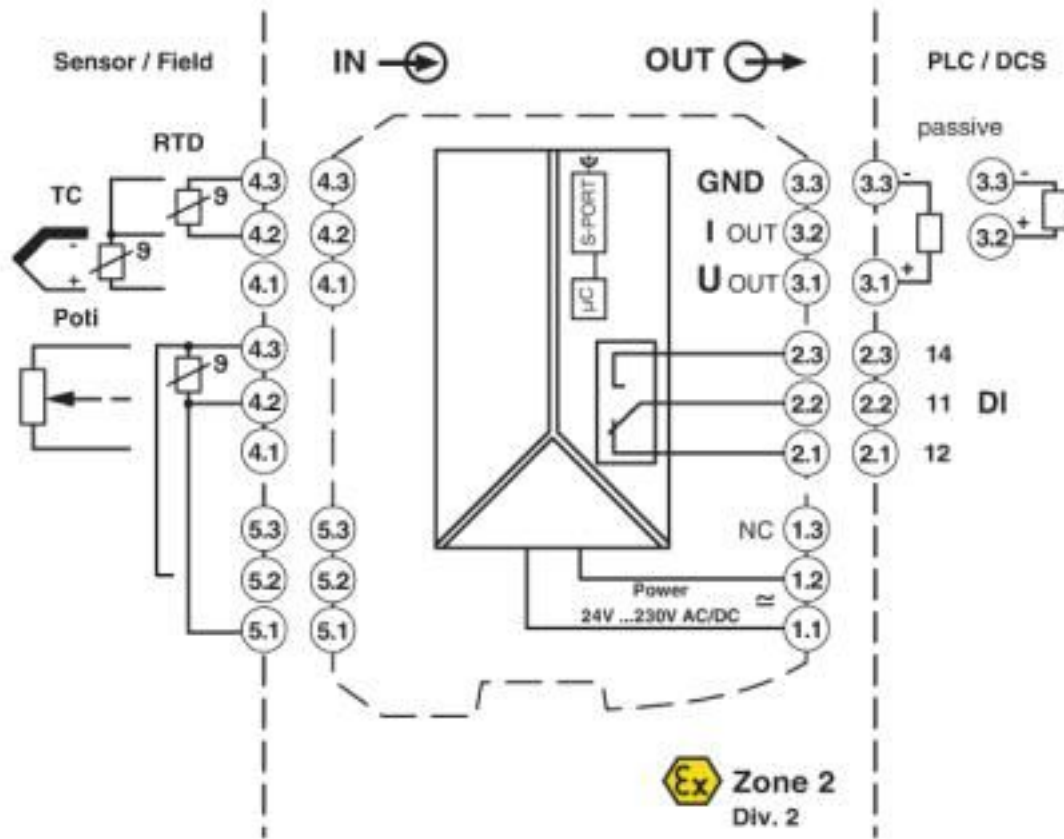 Sensor / Field
IN
OUT
PLC / DCS
passive
RTD
TC
ϑ
ϑ
-
+
4.3
4.2
4.1
4.3
4.2
4.1
S-PORT
µC
GND 3.3
I OUT 3.2
U OUT 3.1
3.3 -
3.1 +
3.3 -
3.2 +
Poti
ϑ
4.3
4.2
4.1
2.3
2.2
2.1
2.3 14
2.2 11 DI
2.1 12
5.3
5.2
5.1
5.3
5.2
5.1
NC 1.3
1.2
1.1
Power
24V ...230V AC/DC
≃
Ex Zone 2
Div. 2